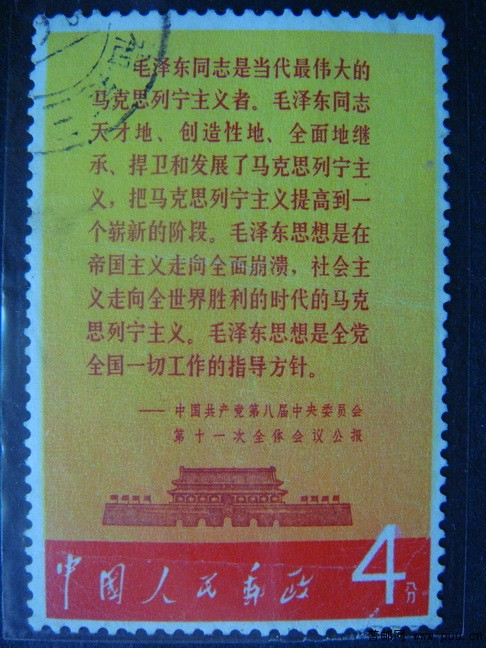 毛泽东同志是当代最伟大的
马克思列宁主义者。毛泽东同志
天才地、创造性地、全面地继
承、捍卫和发展了马克思列宁主
义，把马克思列宁主义提高到一
个崭新的阶段。毛泽东思想是在
帝国主义走向全面崩溃，社会主
义走向全世界胜利的时代的马克
思列宁主义。毛泽东思想是全党
全国一切工作的指导方针。
——中国共产党第八届中央委员会
第十一次全体会议公报
中国人民邮政
4分